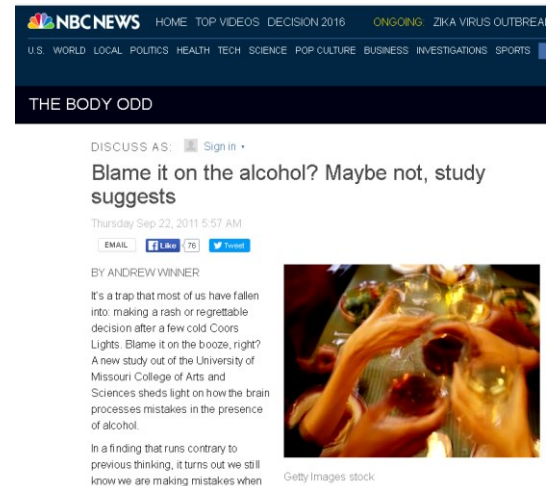 NBCNEWS HOME TOP VIDEOS DECISION 2016 ONGOING: ZIKA VIRUS OUTBREA
U.S. WORLD LOCAL POLITICS HEALTH TECH SCIENCE POP CULTURE BUSINESS INVESTIGATIONS SPORTS
THE BODY ODD
DISCUSS AS: Sign in
Blame it on the alcohol? Maybe not, study
suggests
Thursday Sep 22, 2011 5:57 AM
EMAIL Like 76 Tweet
BY ANDREW WINNER
It's a trap that most of us have fallen
into: making a rash or regrettable
decision after a few cold Coors
Lights. Blame it on the booze, right?
A new study out of the University of
Missouri College of Arts and
Sciences sheds light on how the brain
processes mistakes in the presence
of alcohol.
In a finding that runs contrary to
previous thinking, it turns out we still
know we are making mistakes when
Getty Images stock